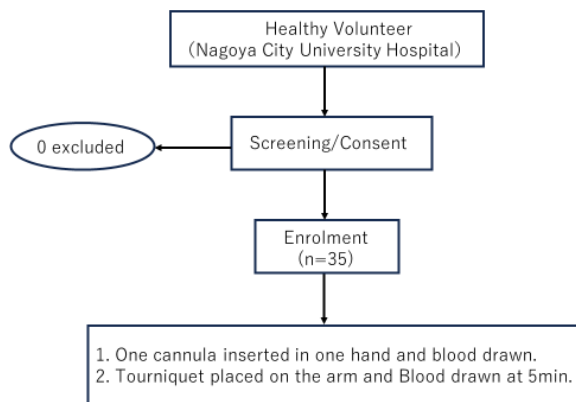 Healthy Volunteer
(Nagoya City University Hospital)
Screening/Consent
0 excluded
Enrolment
(n=35)
1. One cannula inserted in one hand and blood drawn.
2. Tourniquet placed on the arm and Blood drawn at 5min.